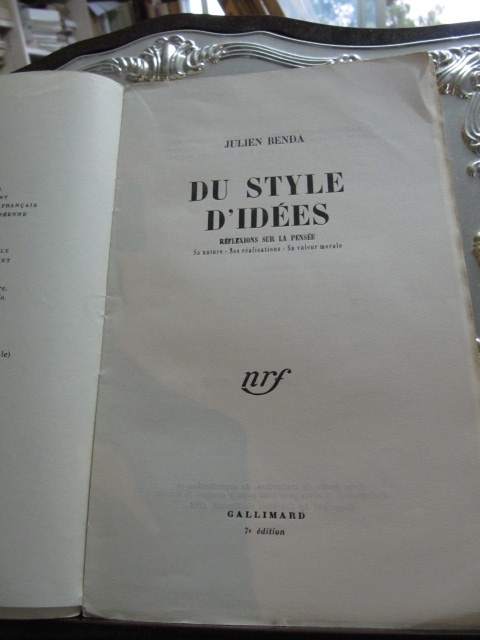 FRANÇAIS
JULIEN BENDA
DU STYLE
D'IDÉES
RÉFLEXIONS SUR LA PENSÉE
Sa nature - Ses réalisations - Sa valeur morale
nrf
GALLIMARD
7e édition